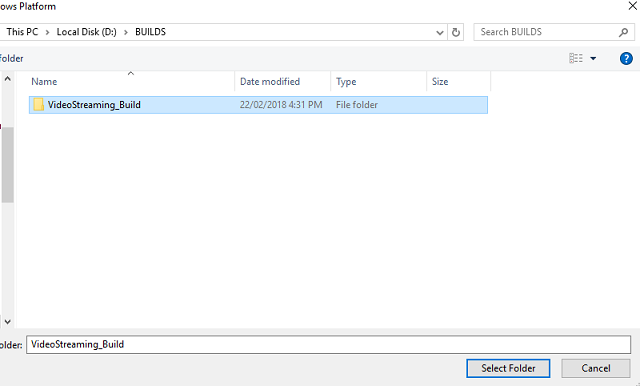 ows Platform
This PC > Local Disk (D:) > BUILDS
Search BUILDS
folder
?
Name Date modified Type Size
VideoStreaming_Build 22/02/2018 4:31 PM File folder
older: VideoStreaming_Build
Select Folder Cancel